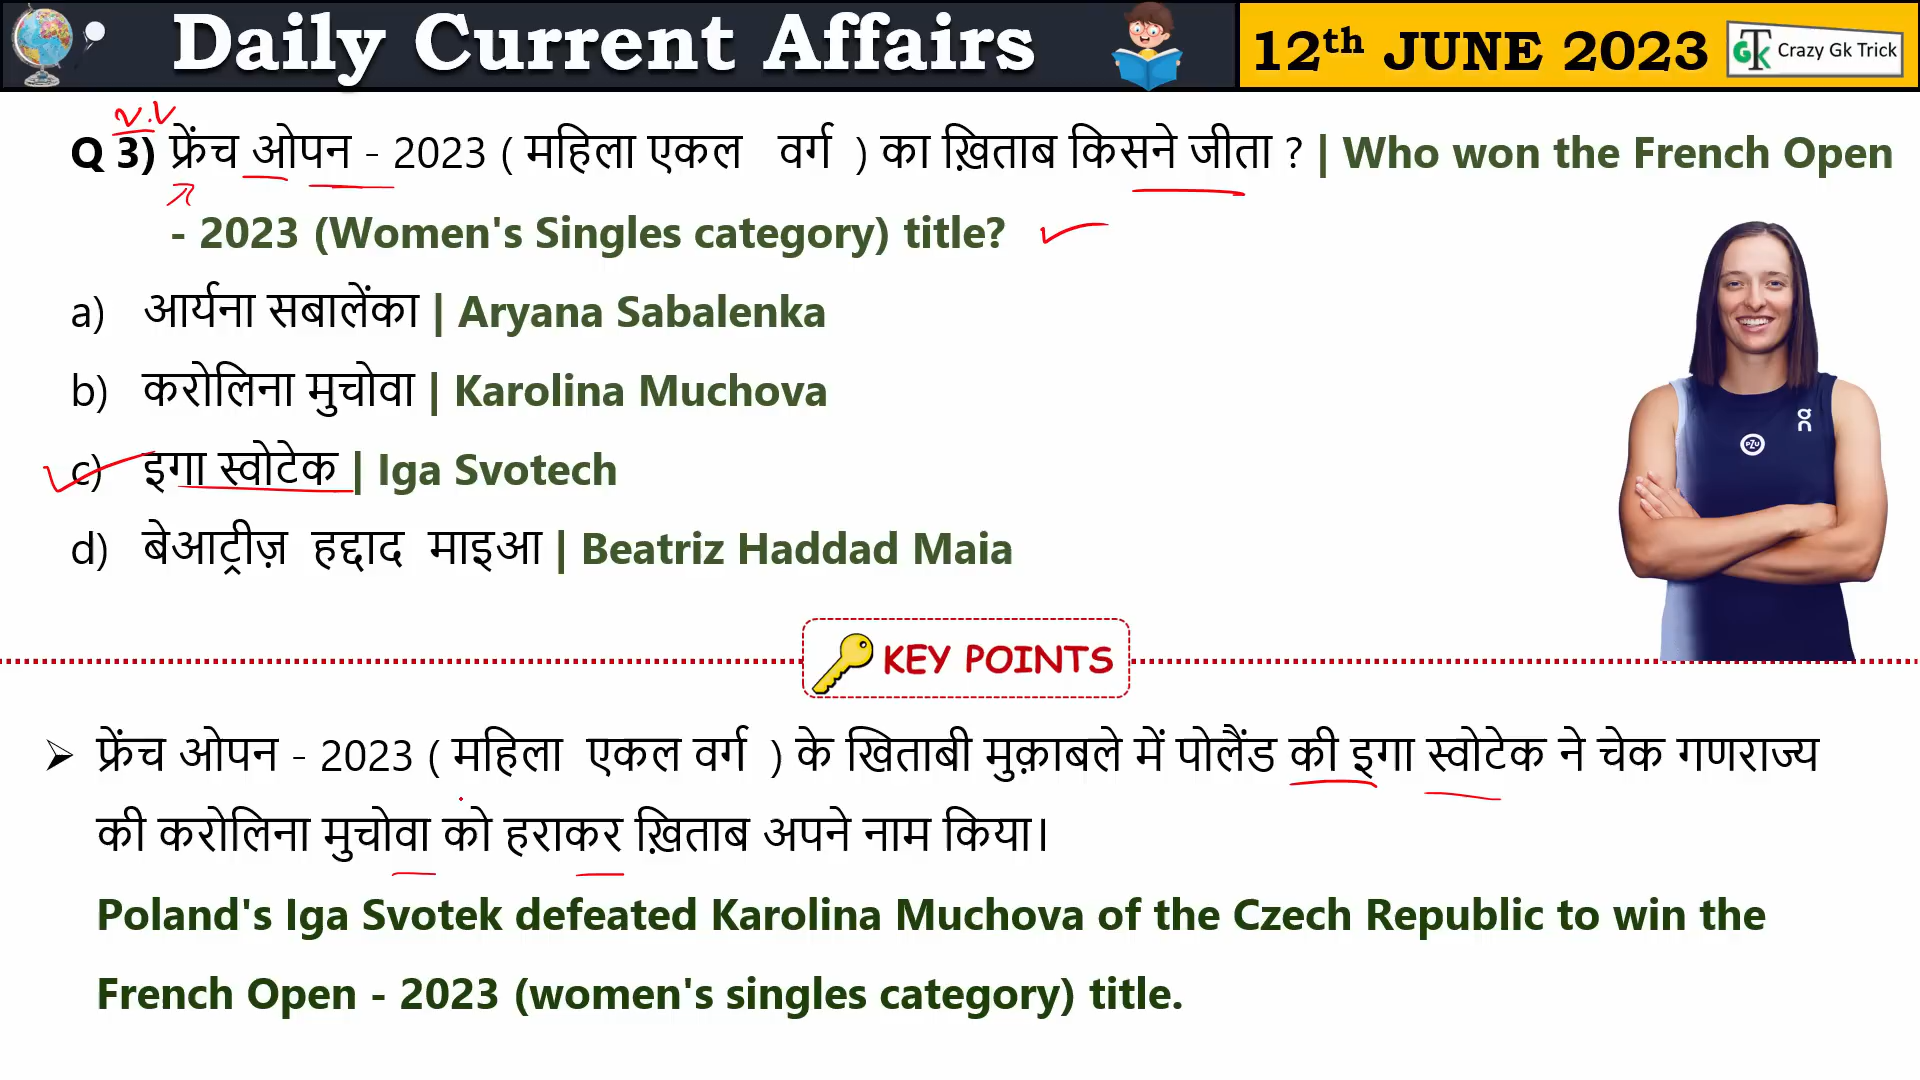 Daily Current Affairs
12th JUNE 2023
GTK Crazy Gk Trick
v.v
Q 3) फ्रेंच ओपन - 2023 ( महिला एकल वर्ग ) का ख़िताब किसने जीता ? | Who won the French Open
- 2023 (Women's Singles category) title?
a) आर्यना सबालेंका | Aryana Sabalenka
b) करोलिना मुचोवा | Karolina Muchova
c) इगा स्वोटेक | Iga Svotech
d) बेआट्रीज़ हद्दाद माइआ | Beatriz Haddad Maia
on
PZU
KEY POINTS
➢ फ्रेंच ओपन - 2023 ( महिला एकल वर्ग ) के खिताबी मुक़ाबले में पोलैंड की इगा स्वोटेक ने चेक गणराज्य
की करोलिना मुचोवा को हराकर ख़िताब अपने नाम किया।
Poland's Iga Svotek defeated Karolina Muchova of the Czech Republic to win the
French Open - 2023 (women's singles category) title.